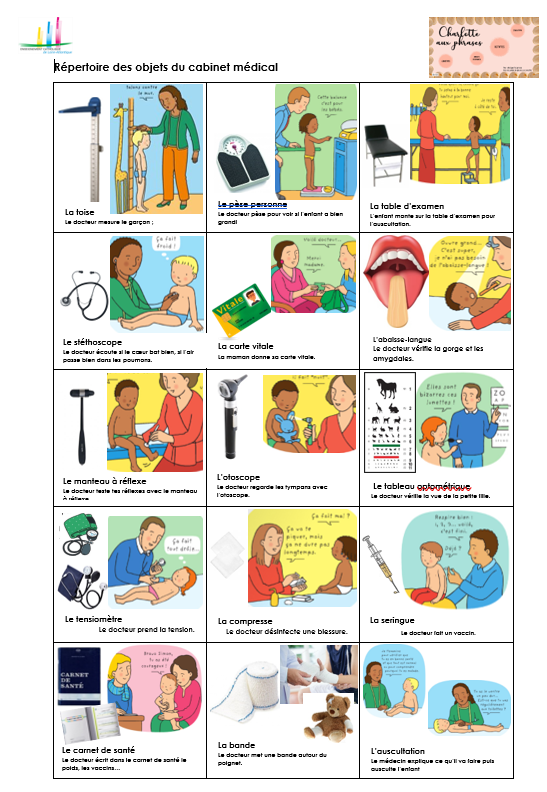 Charlotte
aux phrases
Répertoire des objets du cabinet médical
Cette balance
c'est pour
les bébés.
La toise
Le docteur mesure le garçon ;
Le pèse-personne
Le docteur pèse pour voir si l'enfant a bien
grandi
La table d'examen
L'enfant monte sur la table d'examen pour
l'auscultation.
Ça fait
froid !
Voilà docteur...
Merci
madame.
Vitale
Ouvre grand...
C'est super,
je n'ai pas besoin
de l'abaisse-langue !
Le stéthoscope
Le docteur écoute si le cœur bat bien, si l'air
passe bien dans les poumons.
La carte vitale
La maman donne sa carte vitale.
L'abaisse-langue
Le docteur vérifie la gorge et les
amygdales.
Elles sont
bizarres ces
lunettes !
ZO
Le manteau à réflexe
Le docteur teste tes réflexes avec le manteau
à réflexe
L'otoscope
Le docteur regarde les tympans avec
l'otoscope.
Le tableau optométrique
Le docteur vérifie la vue de la petite fille.
Ça fait
tout drôle...
Ça fait mal ?
Ça va te
piquer, mais
ça ne dure pas
longtemps.
Respire bien :
1, 2, 3... voilà,
c'est fini.
Déjà ?
Le tensiomètre
Le docteur prend la tension.
La compresse
Le docteur désinfecte une blessure.
La seringue
Le docteur fait un vaccin.
CARNET
DE
SANTÉ
Bravo Simon,
tu as été
courageux !
Le carnet de santé
Le docteur écrit dans le carnet de santé le
poids, les vaccins...
La bande
Le docteur met une bande autour du
poignet.
L'auscultation
Le médecin explique ce qu'il va faire puis
ausculte l'enfant